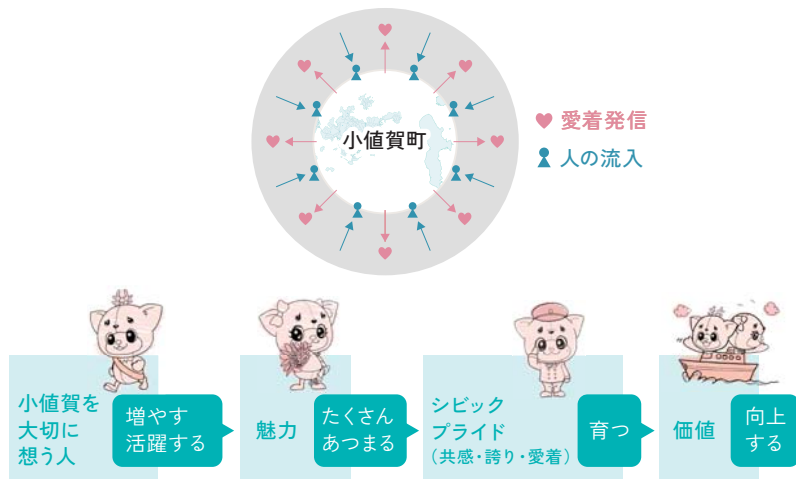 小値賀町
愛着発信
人の流入
小値賀を
大切に
想う人
増やす
活躍する
魅力
たくさん
あつまる
シビック
プライド
（共感・誇り・愛着）
育つ
価値
向上
する